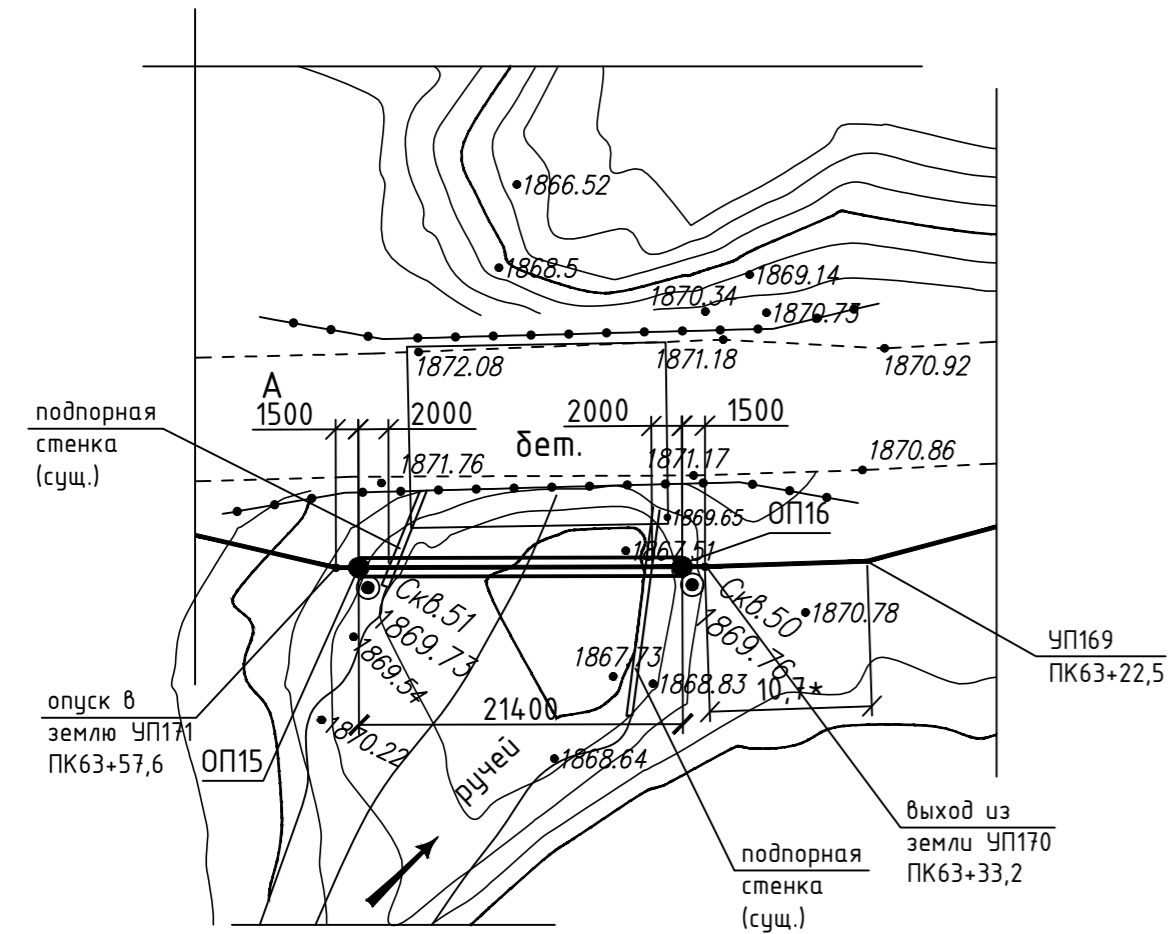 1866.52
1868.5
1869.14
1870.34
1870.73
1872.08
1871.18
1870.92
А
1500
2000
2000
1500
подпорная
стенка
(сущ.)
бет.
1871.76
1871.17
1870.86
1869.65
ОП16
1867.51
Скв.51
1869.73
Скв.50
1869.76
1870.78
1869.54
1867.73
1868.83
10,7*
УП169
ПК63+22,5
опуск в
землю УП171
ПК63+57,6
ОП15
1870.22
21400
ручей
1868.64
выход из
земли УП170
ПК63+33,2
подпорная
стенка
(сущ.)